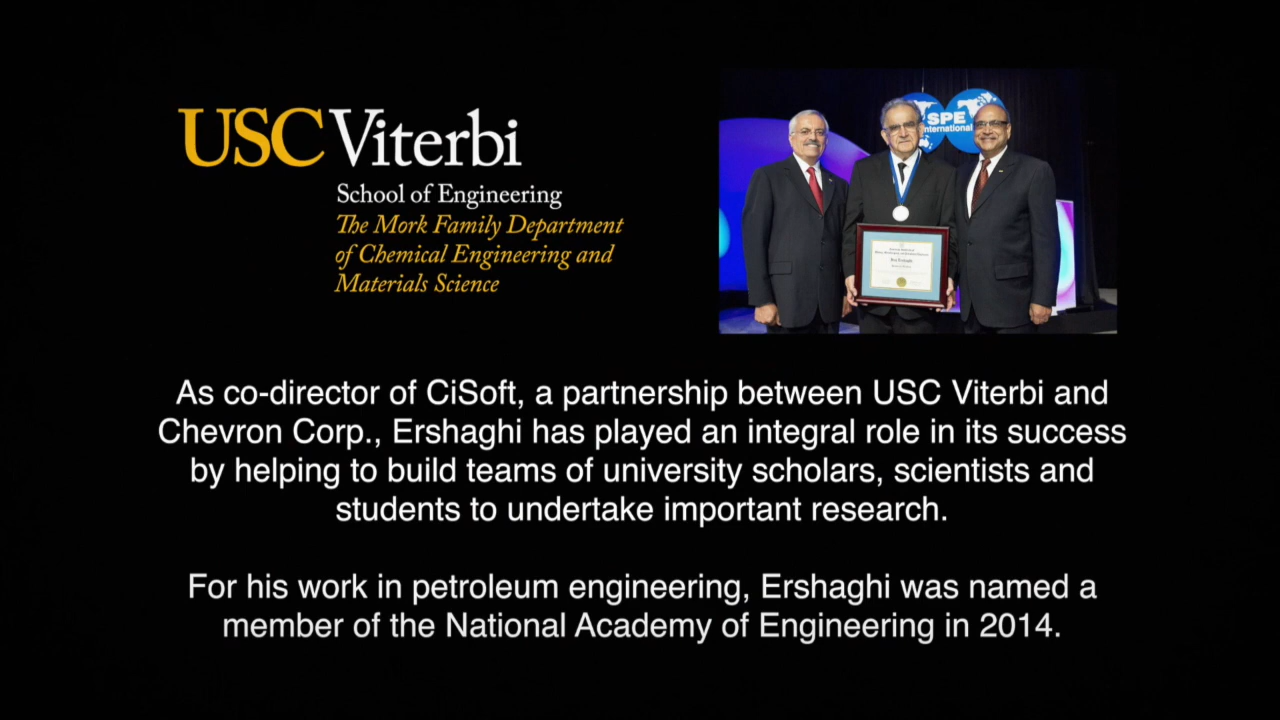 USC Viterbi
School of Engineering
The Mork Family Department
of Chemical Engineering and
Materials Science
SPE
International
As co-director of CiSoft, a partnership between USC Viterbi and
Chevron Corp., Ershaghi has played an integral role in its success
by helping to build teams of university scholars, scientists and
students to undertake important research.
For his work in petroleum engineering, Ershaghi was named a
member of the National Academy of Engineering in 2014.